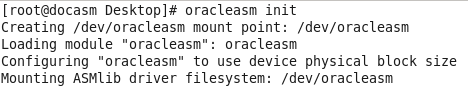 [root@docasm Desktop]# oracleasm init
Creating /dev/oracleasm mount point: /dev/oracleasm
Loading module "oracleasm": oracleasm
Configuring "oracleasm" to use device physical block size
Mounting ASMlib driver filesystem: /dev/oracleasm